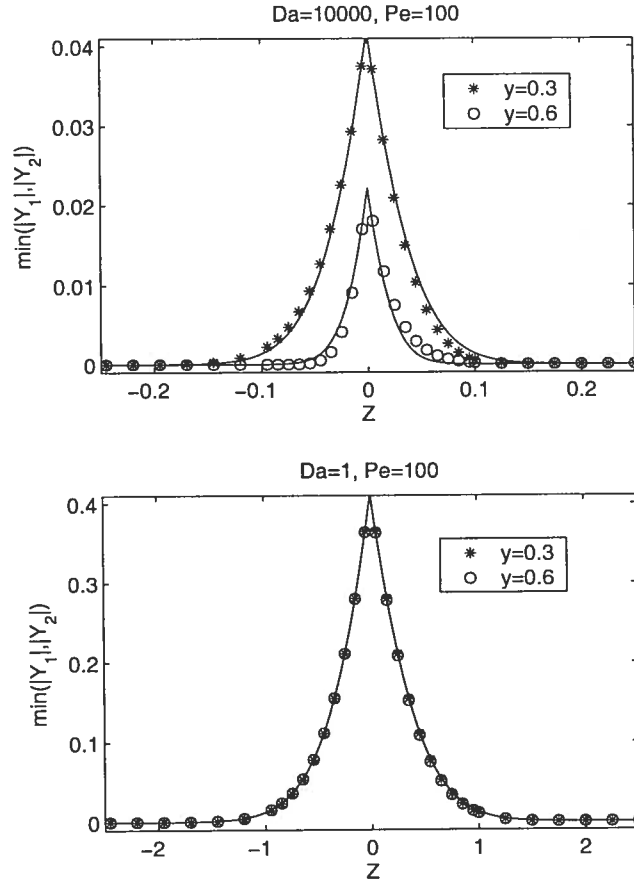 Da=10000, Pe=100
0.04
0.03
0.02
0.01
0
min(|Y₁|,|Y₂|)
* y=0.3
o y=0.6
−0.2 −0.1 0 0.1 0.2
Z
Da=1, Pe=100
0.4
0.3
0.2
0.1
0
min(|Y₁|,|Y₂|)
* y=0.3
o y=0.6
−2 −1 0 1 2
Z